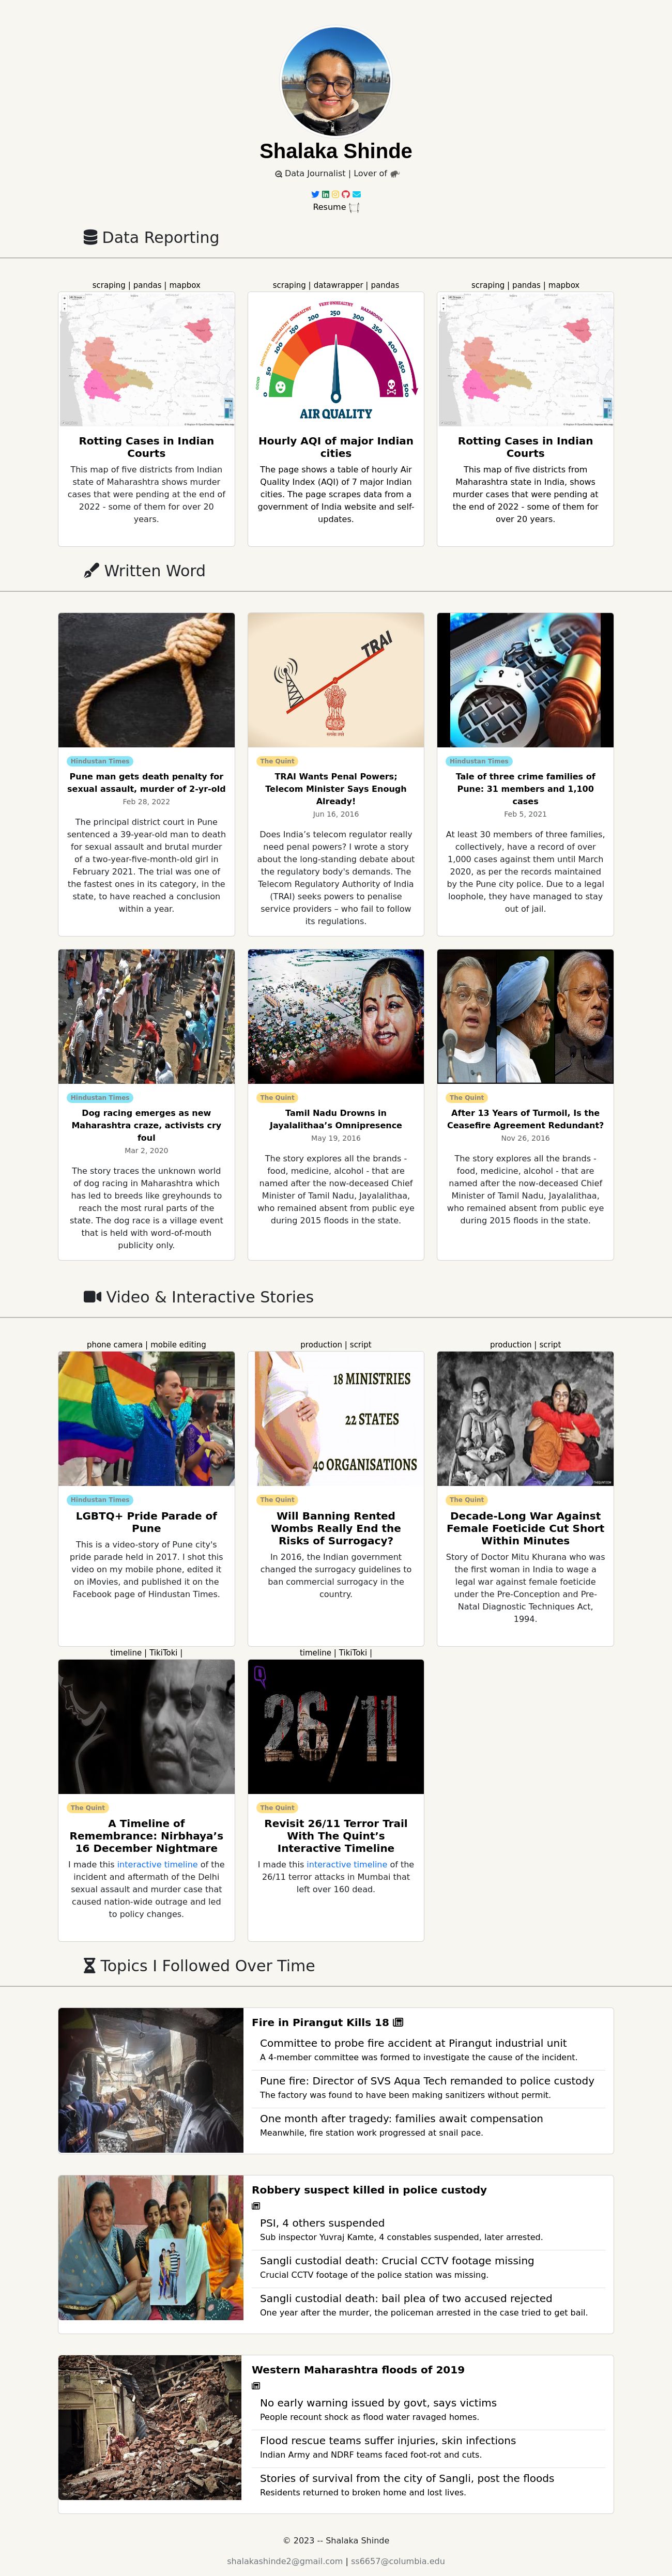 Shalaka Shinde
Data Journalist | Lover of
Resume
Data Reporting
scraping | pandas | mapbox
Rotting Cases in Indian
Courts
This map of five districts from Indian
state of Maharashtra shows murder
cases that were pending at the end of
2022 - some of them for over 20
years.
scraping | datawrapper | pandas
GOOD
MODERATE
UNHEALTHY
VERY UNHEALTHY
HAZARDOUS
0
50
100
150
200
250
300
350
400
450
500
AIR QUALITY
Hourly AQI of major Indian
cities
The page shows a table of hourly Air
Quality Index (AQI) of 7 major Indian
cities. The page scrapes data from a
government of India website and self-
updates.
scraping | pandas | mapbox
Rotting Cases in Indian
Courts
This map of five districts from
Maharashtra state in India, shows
murder cases that were pending at
the end of 2022 - some of them for
over 20 years.
Written Word
Hindustan Times
Pune man gets death penalty for
sexual assault, murder of 2-yr-old
Feb 28, 2022
The principal district court in Pune
sentenced a 39-year-old man to death
for sexual assault and brutal murder
of a two-year-five-month-old girl in
February 2021. The trial was one of
the fastest ones in its category, in the
state, to have reached a conclusion
within a year.
TRAI
The Quint
TRAI Wants Penal Powers;
Telecom Minister Says Enough
Already!
Jun 16, 2016
Does India's telecom regulator really
need penal powers? I wrote a story
about the long-standing debate about
the regulatory body's demands. The
Telecom Regulatory Authority of India
(TRAI) seeks powers to penalise
service providers – who fail to follow
its regulations.
Hindustan Times
Tale of three crime families of
Pune: 31 members and 1,100
cases
Feb 5, 2021
At least 30 members of three families,
collectively, have a record of over
1,000 cases against them until March
2020, as per the records maintained
by the Pune city police. Due to a legal
loophole, they have managed to stay
out of jail.
Hindustan Times
Dog racing emerges as new
Maharashtra craze, activists cry
foul
Mar 2, 2020
The story traces the unknown world
of dog racing in Maharashtra which
has led to breeds like greyhounds to
reach the most rural parts of the
state. The dog race is a village event
that is held with word-of-mouth
publicity only.
The Quint
Tamil Nadu Drowns in
Jayalalithaa's Omnipresence
May 19, 2016
The story explores all the brands -
food, medicine, alcohol - that are
named after the now-deceased Chief
Minister of Tamil Nadu, Jayalalithaa,
who remained absent from public eye
during 2015 floods in the state.
The Quint
After 13 Years of Turmoil, Is the
Ceasefire Agreement Redundant?
Nov 26, 2016
The story explores all the brands -
food, medicine, alcohol - that are
named after the now-deceased Chief
Minister of Tamil Nadu, Jayalalithaa,
who remained absent from public eye
during 2015 floods in the state.
Video & Interactive Stories
phone camera | mobile editing
Hindustan Times
LGBTQ+ Pride Parade of
Pune
This is a video-story of Pune city's
pride parade held in 2017. I shot this
video on my mobile phone, edited it
on iMovies, and published it on the
Facebook page of Hindustan Times.
production | script
18 MINISTRIES
22 STATES
40 ORGANISATIONS
The Quint
Will Banning Rented
Wombs Really End the
Risks of Surrogacy?
In 2016, the Indian government
changed the surrogacy guidelines to
ban commercial surrogacy in the
country.
production | script
The Quint
Decade-Long War Against
Female Foeticide Cut Short
Within Minutes
Story of Doctor Mitu Khurana who was
the first woman in India to wage a
legal war against female foeticide
under the Pre-Conception and Pre-
Natal Diagnostic Techniques Act,
1994.
timeline | TikiToki |
The Quint
A Timeline of
Remembrance: Nirbhaya's
16 December Nightmare
I made this interactive timeline of the
incident and aftermath of the Delhi
sexual assault and murder case that
caused nation-wide outrage and led
to policy changes.
timeline | TikiToki |
26/11
The Quint
Revisit 26/11 Terror Trail
With The Quint's
Interactive Timeline
I made this interactive timeline of the
26/11 terror attacks in Mumbai that
left over 160 dead.
Topics I Followed Over Time
Fire in Pirangut Kills 18
Committee to probe fire accident at Pirangut industrial unit
A 4-member committee was formed to investigate the cause of the incident.
Pune fire: Director of SVS Aqua Tech remanded to police custody
The factory was found to have been making sanitizers without permit.
One month after tragedy: families await compensation
Meanwhile, fire station work progressed at snail pace.
Robbery suspect killed in police custody
PSI, 4 others suspended
Sub inspector Yuvraj Kamte, 4 constables suspended, later arrested.
Sangli custodial death: Crucial CCTV footage missing
Crucial CCTV footage of the police station was missing.
Sangli custodial death: bail plea of two accused rejected
One year after the murder, the policeman arrested in the case tried to get bail.
Western Maharashtra floods of 2019
No early warning issued by govt, says victims
People recount shock as flood water ravaged homes.
Flood rescue teams suffer injuries, skin infections
Indian Army and NDRF teams faced foot-rot and cuts.
Stories of survival from the city of Sangli, post the floods
Residents returned to broken home and lost lives.
© 2023 -- Shalaka Shinde
shalakashinde2@gmail.com | ss6657@columbia.edu